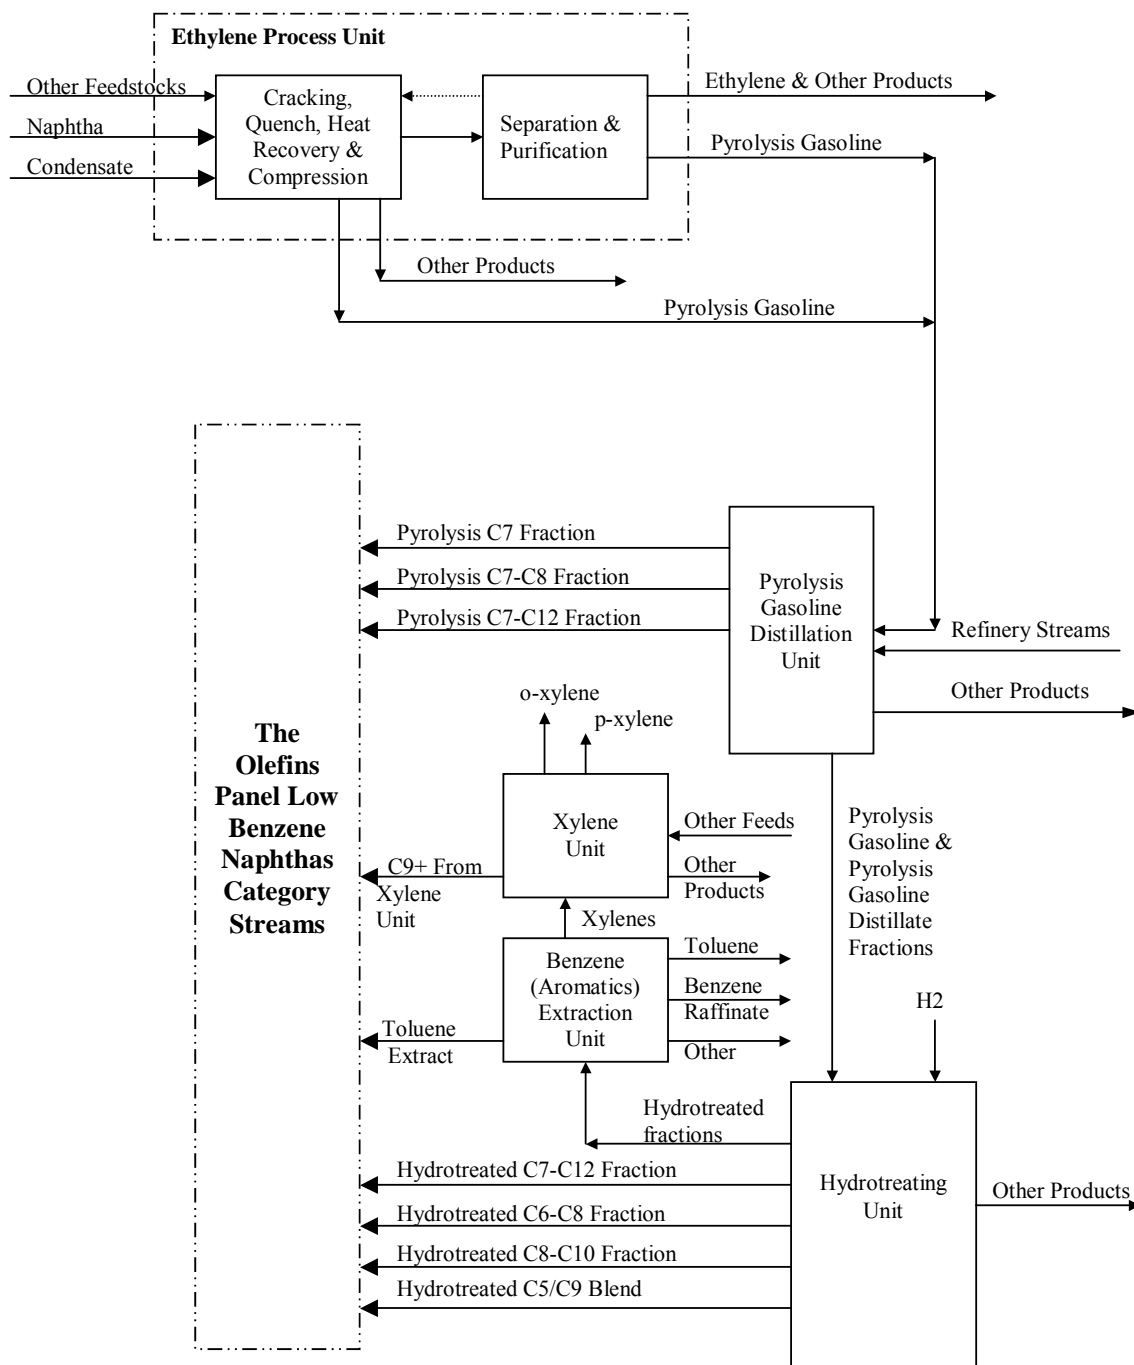 Ethylene Process Unit
Other Feedstocks
Naphtha
Condensate
Cracking,
Quench, Heat
Recovery &
Compression
Separation &
Purification
Ethylene & Other Products
Pyrolysis Gasoline
Other Products
Pyrolysis Gasoline
Pyrolysis C7 Fraction
Pyrolysis C7-C8 Fraction
Pyrolysis C7-C12 Fraction
Pyrolysis
Gasoline
Distillation
Unit
Refinery Streams
Other Products
o-xylene
p-xylene
The
Olefins
Panel Low
Benzene
Naphthas
Category
Streams
Xylene
Unit
Other Feeds
Other
Products
C9+ From
Xylene
Unit
Xylenes
Pyrolysis
Gasoline &
Pyrolysis
Gasoline
Distillate
Fractions
Benzene
(Aromatics)
Extraction
Unit
Toluene
Benzene
Raffinate
Other
Toluene
Extract
H2
Hydrotreated
fractions
Hydrotreated C7-C12 Fraction
Hydrotreated C6-C8 Fraction
Hydrotreated C8-C10 Fraction
Hydrotreated C5/C9 Blend
Hydrotreating
Unit
Other Products